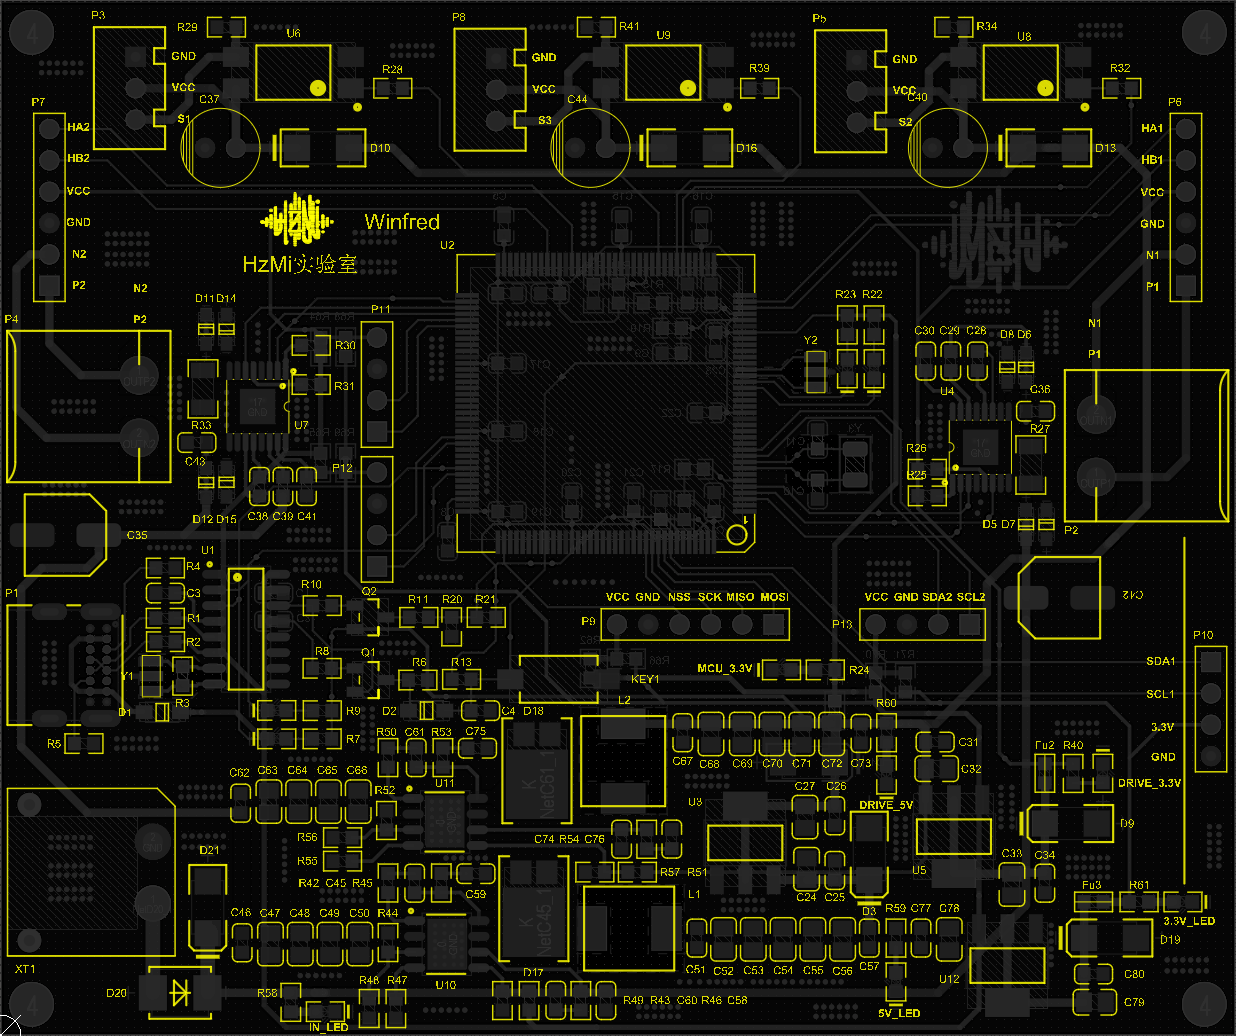 P3
R29
U6
P8
R41
U9
P5
R34
U8
GND
VCC
S1
R28
C37
D10
GND
VCC
S3
R39
C44
D16
GND
VCC
S2
R32
C40
D13
P7
HA2
HB2
VCC
GND
N2
P2
P6
HA1
HB1
VCC
GND
N1
P1
Winfred
HzMi实验室
U2
N2
P2
P4
D11 D14
P11
R30
R31
R33
U7
C43
P12
D12 D15
C38 C39 C41
C35
R23 R22
Y2
C30 C29 C28
D8 D6
N1
P1
U4
C36
R27
R26
R25
D5 D7
P2
C42
U1
R4
C3
R1
R2
P1
Y1
R3
D1
R5
R10
Q2
R11
R20
R21
R8
Q1
R6
R13
R9
D2
C4
R7
VCC GND NSS SCK MISO MOSI
P9
VCC GND SDA2 SCL2
P13
MCU_3.3V
R24
KEY1
P10
SDA1
SCL1
3.3V
GND
D18
L2
R60
R50 C61 R53 C75
C67 C68 C69 C70 C71 C72 C73
C31
C32
Fu2 R40
DRIVE_3.3V
C62 C63 C64 C65 C66
R52
U11
NetC61_1
K
U3
C27 C26
DRIVE_5V
D9
R56
R55
C74 R54 C76
D21
R42 C45 R45
C59
R57 R51
L1
C24 C25
D3
U5
C33 C34
Fu3 R61
3.3V_LED
C46 C47 C48 C49 C50 R44
NetC45_1
K
R59 C77 C78
D19
XT1
D20
R58
IN_LED
R48 R47
U10
D17
R49 R43 C60 R46 C58
C51 C52 C53 C54 C55 C56 C57
5V_LED
U12
C80
C79